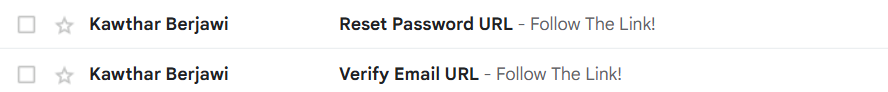 Kawthar Berjawi Reset Password URL - Follow The Link!
Kawthar Berjawi Verify Email URL - Follow The Link!